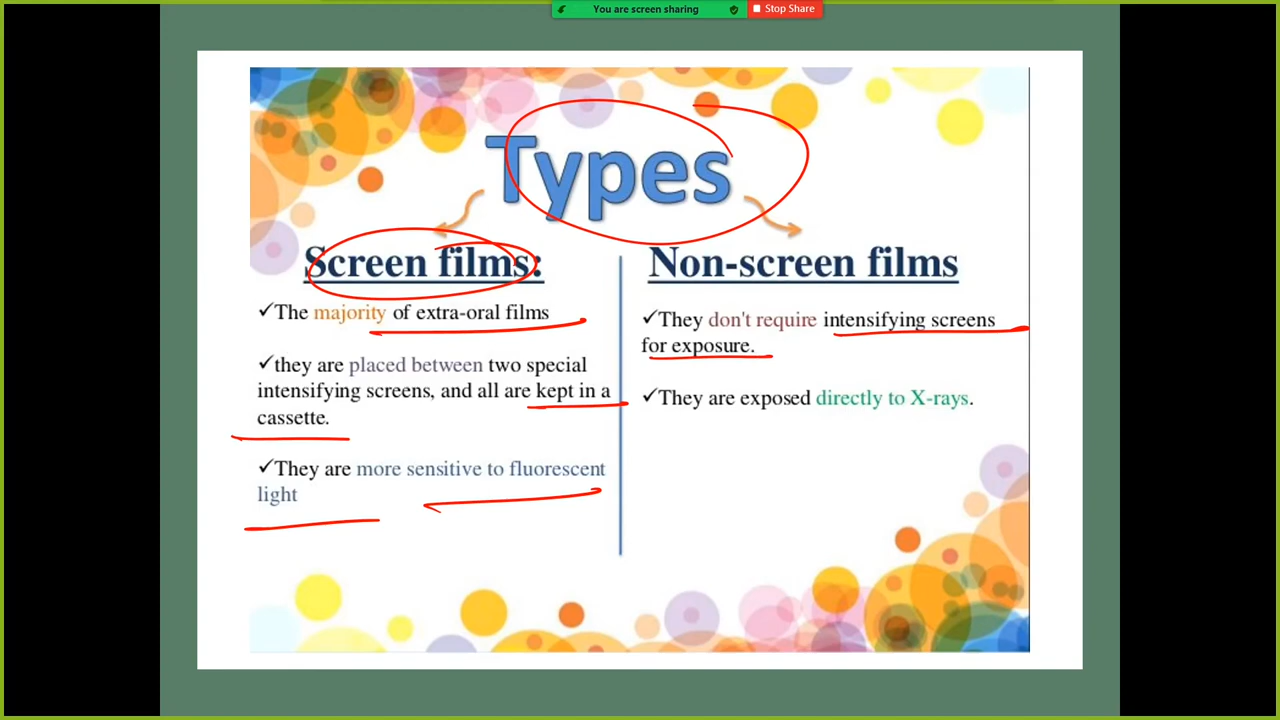 You are screen sharing
Stop Share
Types
Screen films:
✓The majority of extra-oral films
✓they are placed between two special
intensifying screens, and all are kept in a
cassette.
✓They are more sensitive to fluorescent
light
Non-screen films
✓They don't require intensifying screens
for exposure.
✓They are exposed directly to X-rays.